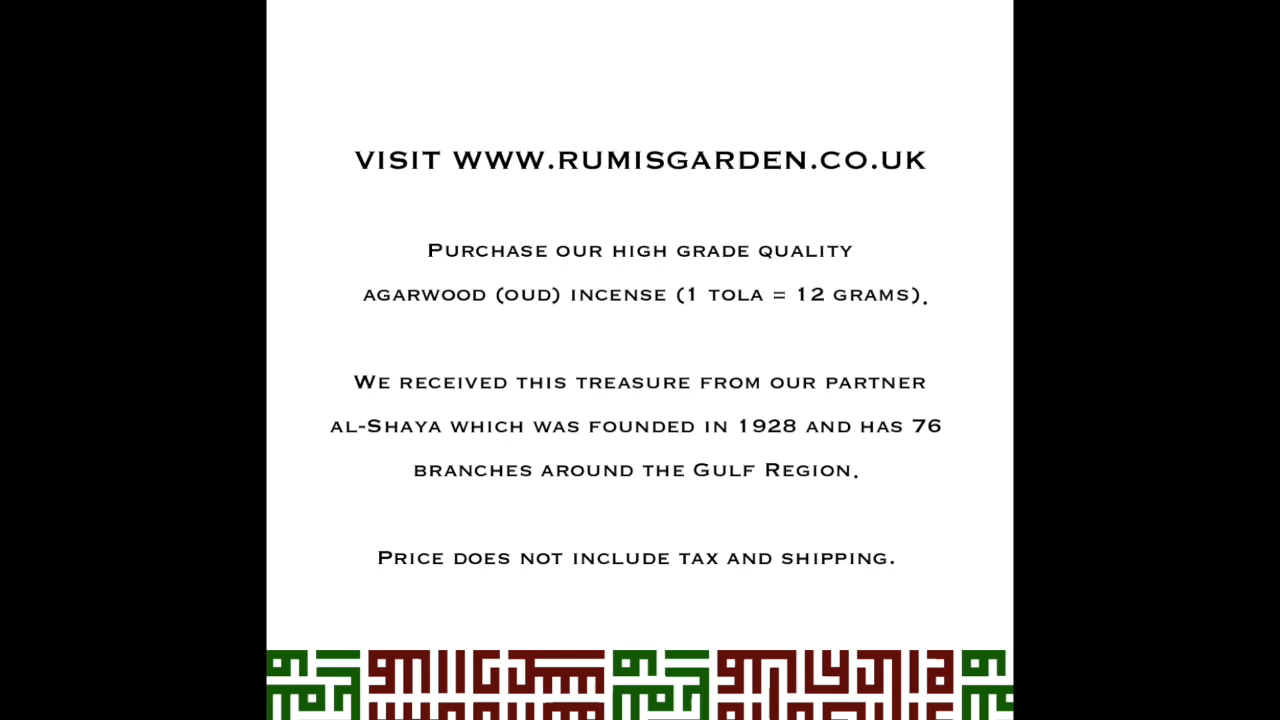 VISIT WWW.RUMISGARDEN.CO.UK
PURCHASE OUR HIGH GRADE QUALITY
AGARWOOD (OUD) INCENSE (1 TOLA = 12 GRAMS).
WE RECEIVED THIS TREASURE FROM OUR PARTNER
AL-SHAYA WHICH WAS FOUNDED IN 1928 AND HAS 76
BRANCHES AROUND THE GULF REGION.
PRICE DOES NOT INCLUDE TAX AND SHIPPING.